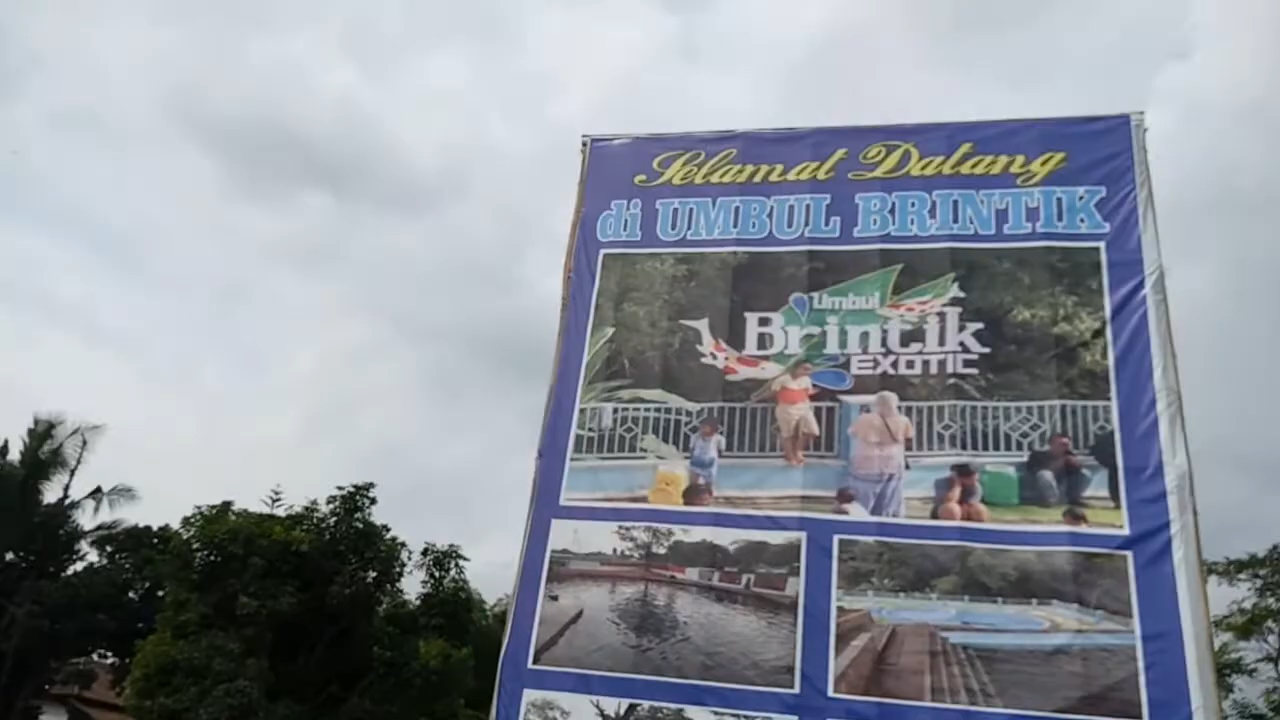 Selamat Datang
di UMBUL BRINTIK
Umbul
Brintik
EXOTIC